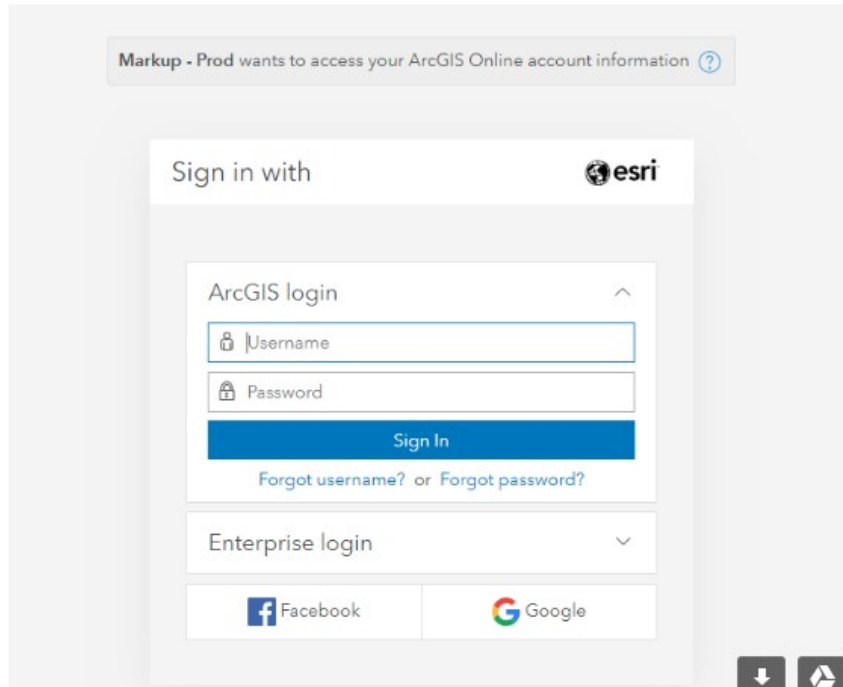 Markup - Prod wants to access your ArcGIS Online account information ?
Sign in with
esri
ArcGIS login
Username
Password
Sign In
Forgot username? or Forgot password?
Enterprise login
Facebook
Google